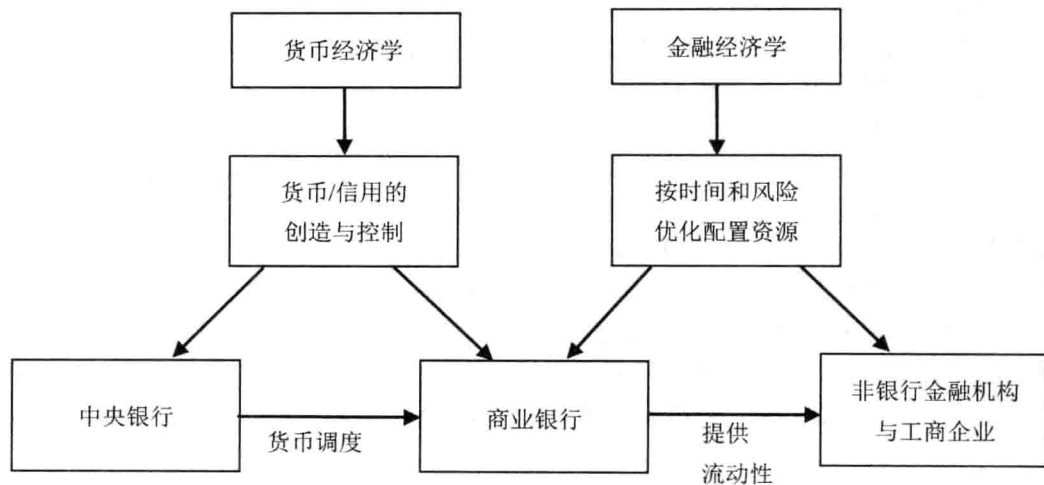 货币经济学
金融经济学
货币/信用的
创造与控制
按时间和风险
优化配置资源
中央银行
货币调度
商业银行
提供
流动性
非银行金融机构
与工商企业